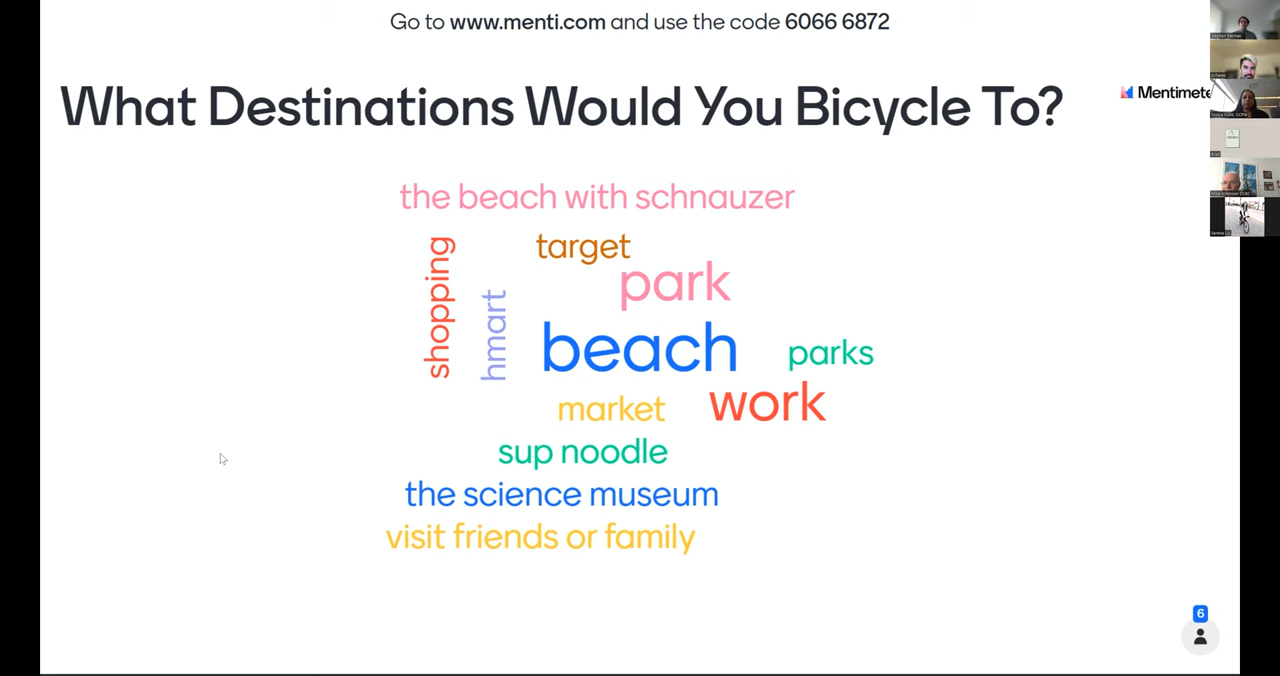 Go to www.menti.com and use the code 6066 6872
What Destinations Would You Bicycle To?
Mentimete
the beach with schnauzer
shopping
target
hmart
park
beach
parks
market
work
sup noodle
the science museum
visit friends or family
6